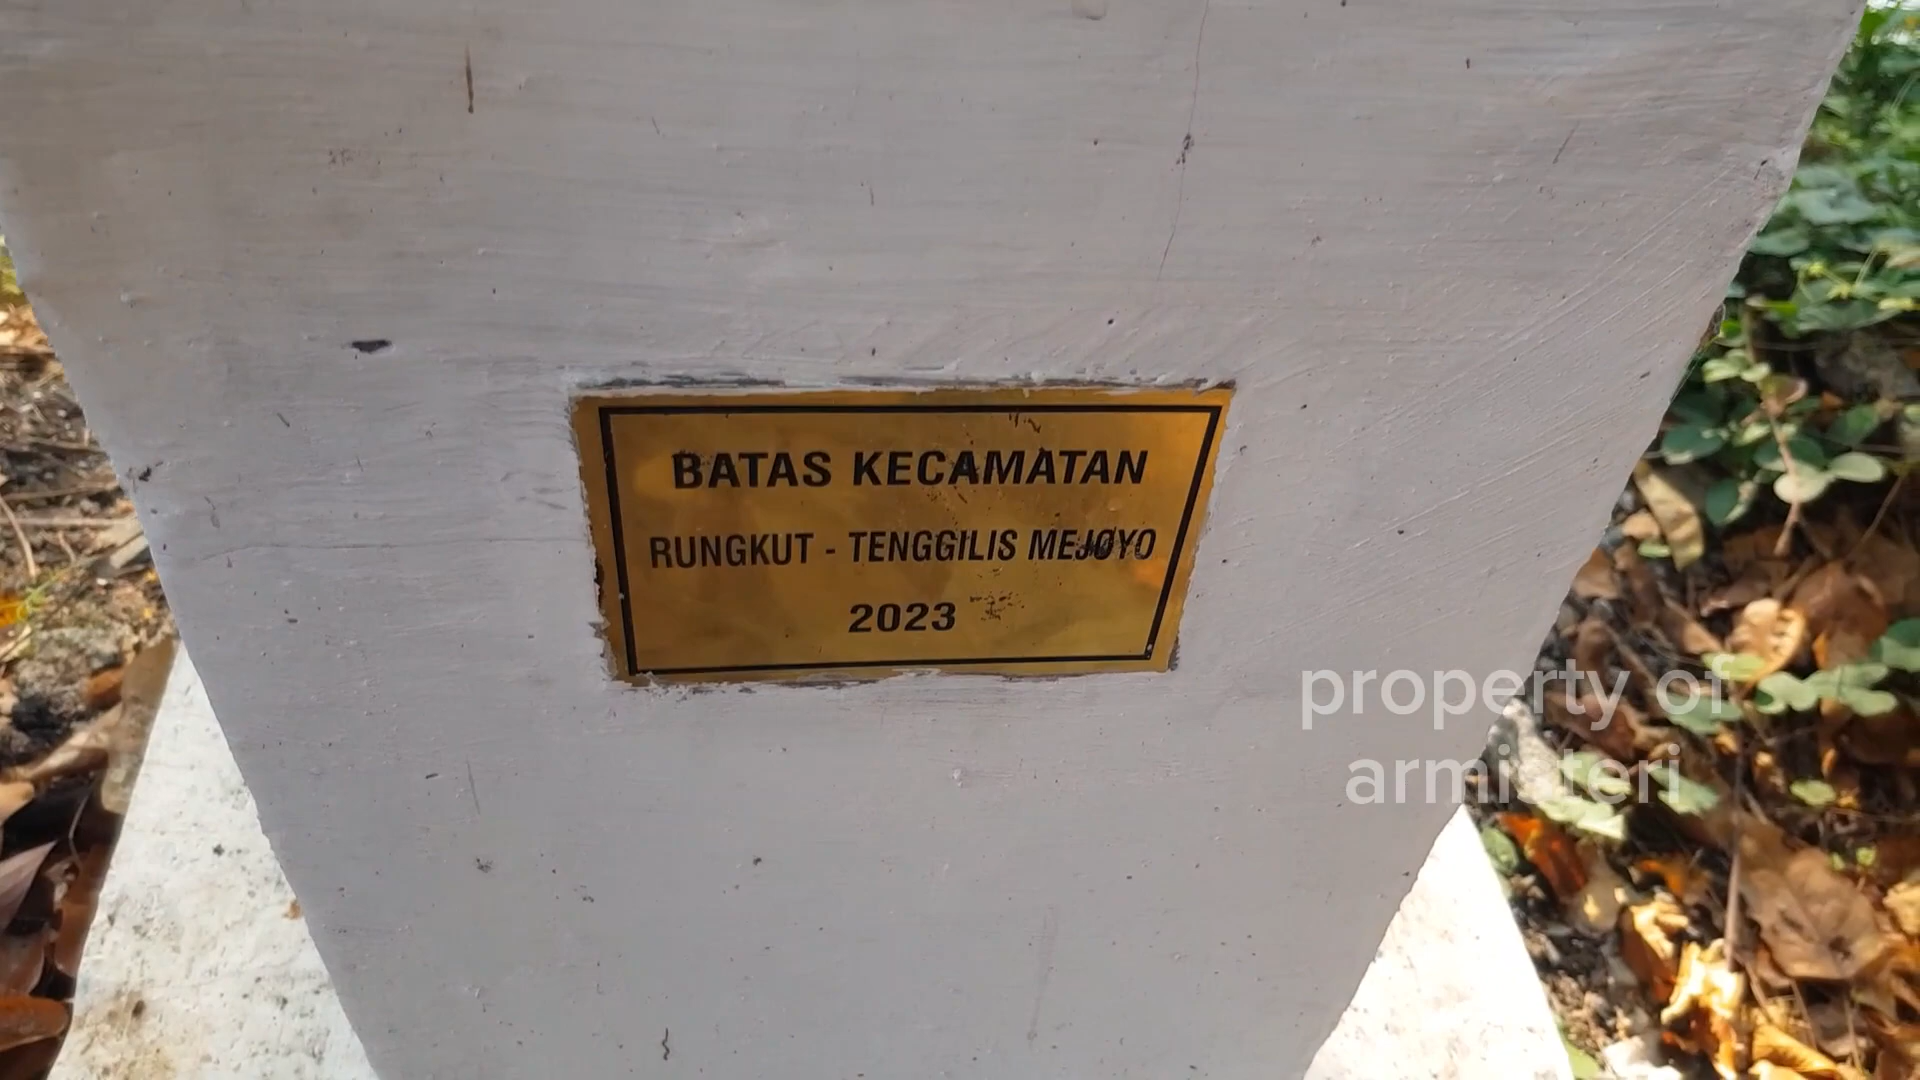 BATAS KECAMATAN
RUNGKUT - TENGGILIS MEJOYO
2023
property of
armisteri